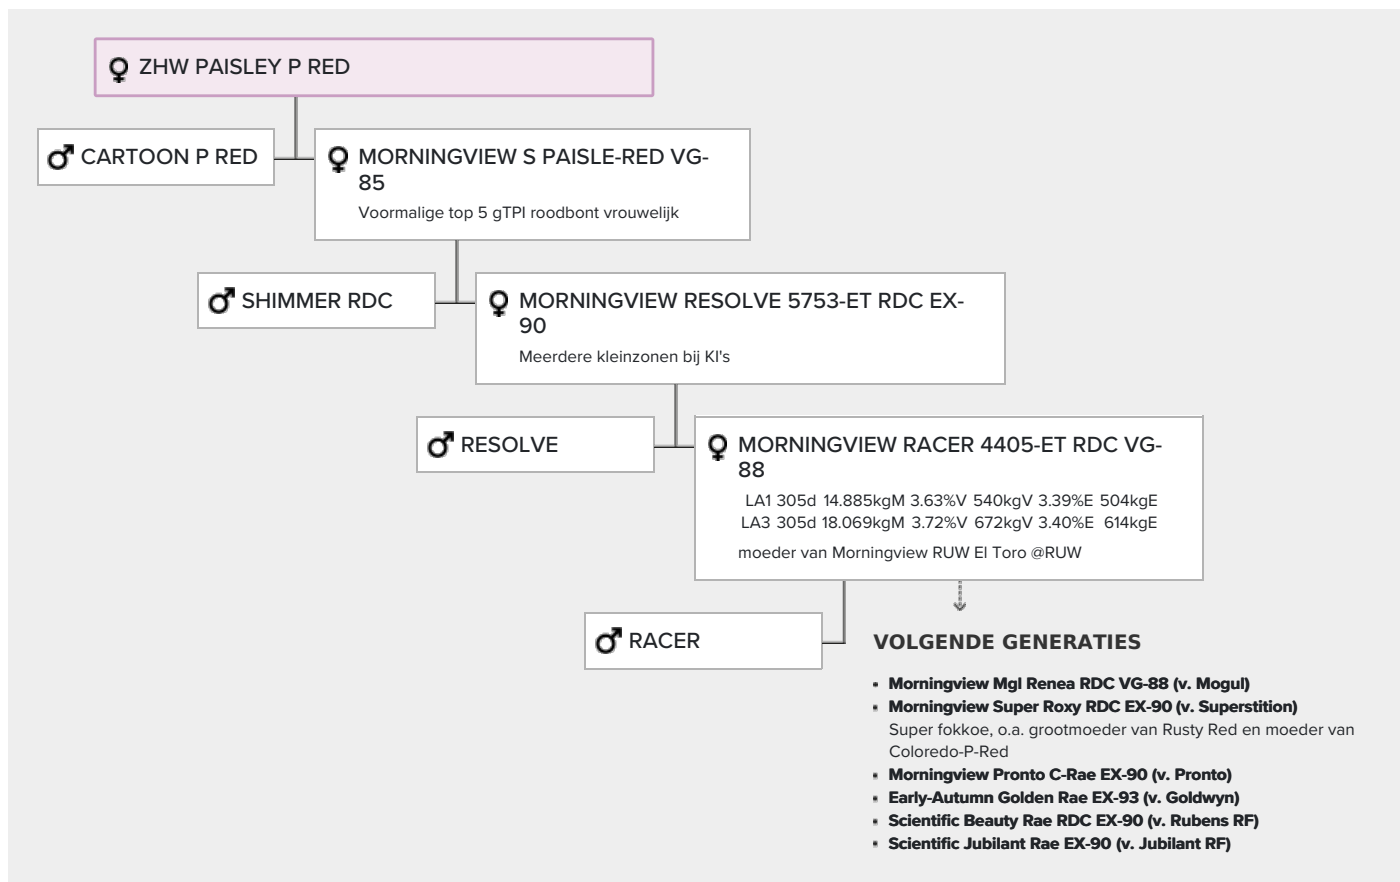 ZHW PAISLEY P RED
CARTOON P RED
MORNINGVIEW S PAISLE-RED VG-
85
Voormalige top 5 gTPI roodbont vrouwelijk
SHIMMER RDC
MORNINGVIEW RESOLVE 5753-ET RDC EX-
90
Meerdere kleinzonen bij KI's
RESOLVE
MORNINGVIEW RACER 4405-ET RDC VG-
88
LA1 305d 14.885kgM 3.63%V 540kgV 3.39%E 504kgE
LA3 305d 18.069kgM 3.72%V 672kgV 3.40%E 614kgE
moeder van Morningview RUW El Toro @RUW
RACER
VOLGENDE GENERATIES
Morningview Mgl Renea RDC VG-88 (v. Mogul)
Morningview Super Roxy RDC EX-90 (v. Superstition)
Super fokkoe, o.a. grootmoeder van Rusty Red en moeder van
Coloredo-P-Red
Morningview Pronto C-Rae EX-90 (v. Pronto)
Early-Autumn Golden Rae EX-93 (v. Goldwyn)
Scientific Beauty Rae RDC EX-90 (v. Rubens RF)
Scientific Jubilant Rae EX-90 (v. Jubilant RF)